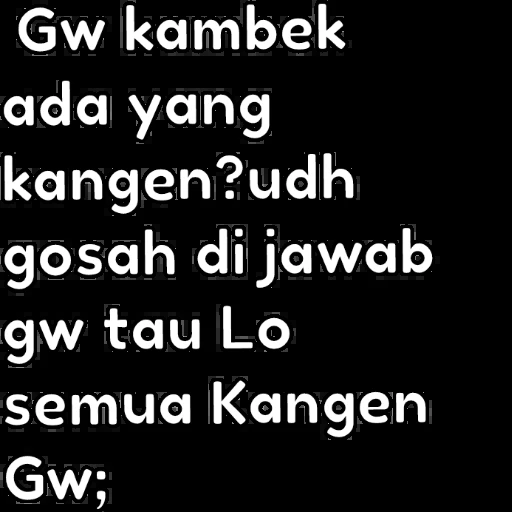 Gw kambek
ada yang
kangen?udh
gosah di jawab
gw tau Lo
semua Kangen
Gw;